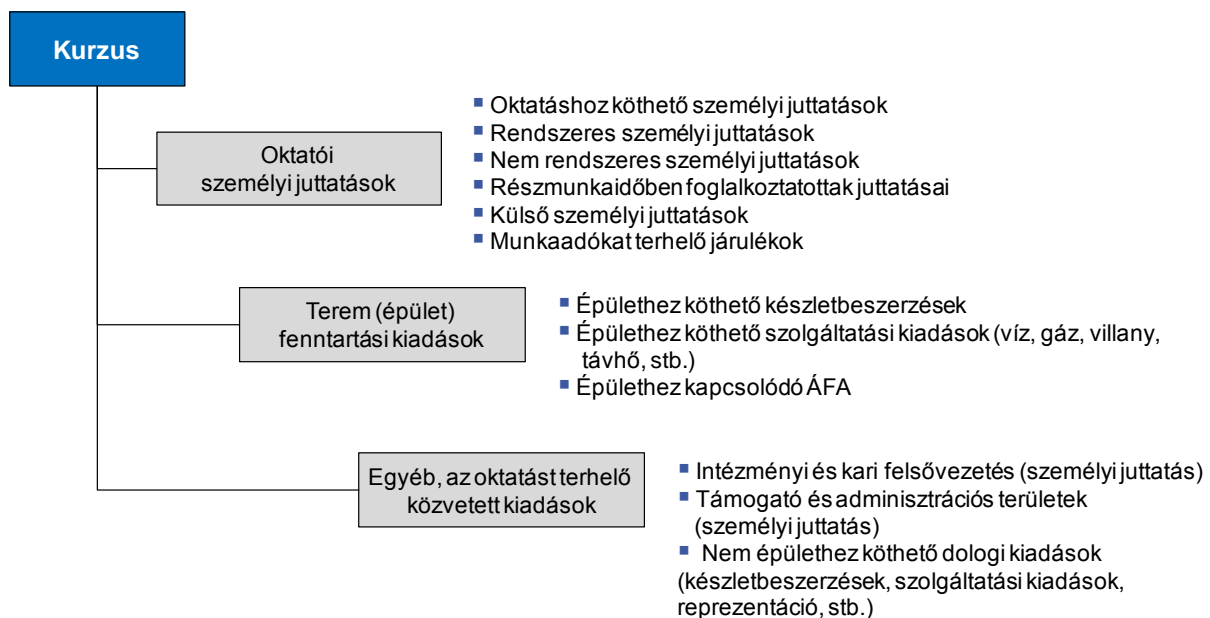 Kurzus
Oktatói
személyi juttatások
▪ Oktatáshoz köthető személyi juttatások
▪ Rendszeres személyi juttatások
▪ Nem rendszeres személyi juttatások
▪ Részmunkaidőben foglalkoztatottak juttatásai
▪ Külső személyi juttatások
▪ Munkaadókat terhelő járulékok
Terem (épület)
fenntartási kiadások
▪ Épülethez köthető készletbeszerzések
▪ Épülethez köthető szolgáltatási kiadások (víz, gáz, villany,
távhő, stb.)
▪ Épülethez kapcsolódó ÁFA
Egyéb, az oktatást terhelő
közvetett kiadások
▪ Intézményi és kari felsővezetés (személyi juttatás)
▪ Támogató és adminisztrációs területek
(személyi juttatás)
▪ Nem épülethez köthető dologi kiadások
(készletbeszerzések, szolgáltatási kiadások,
reprezentáció, stb.)